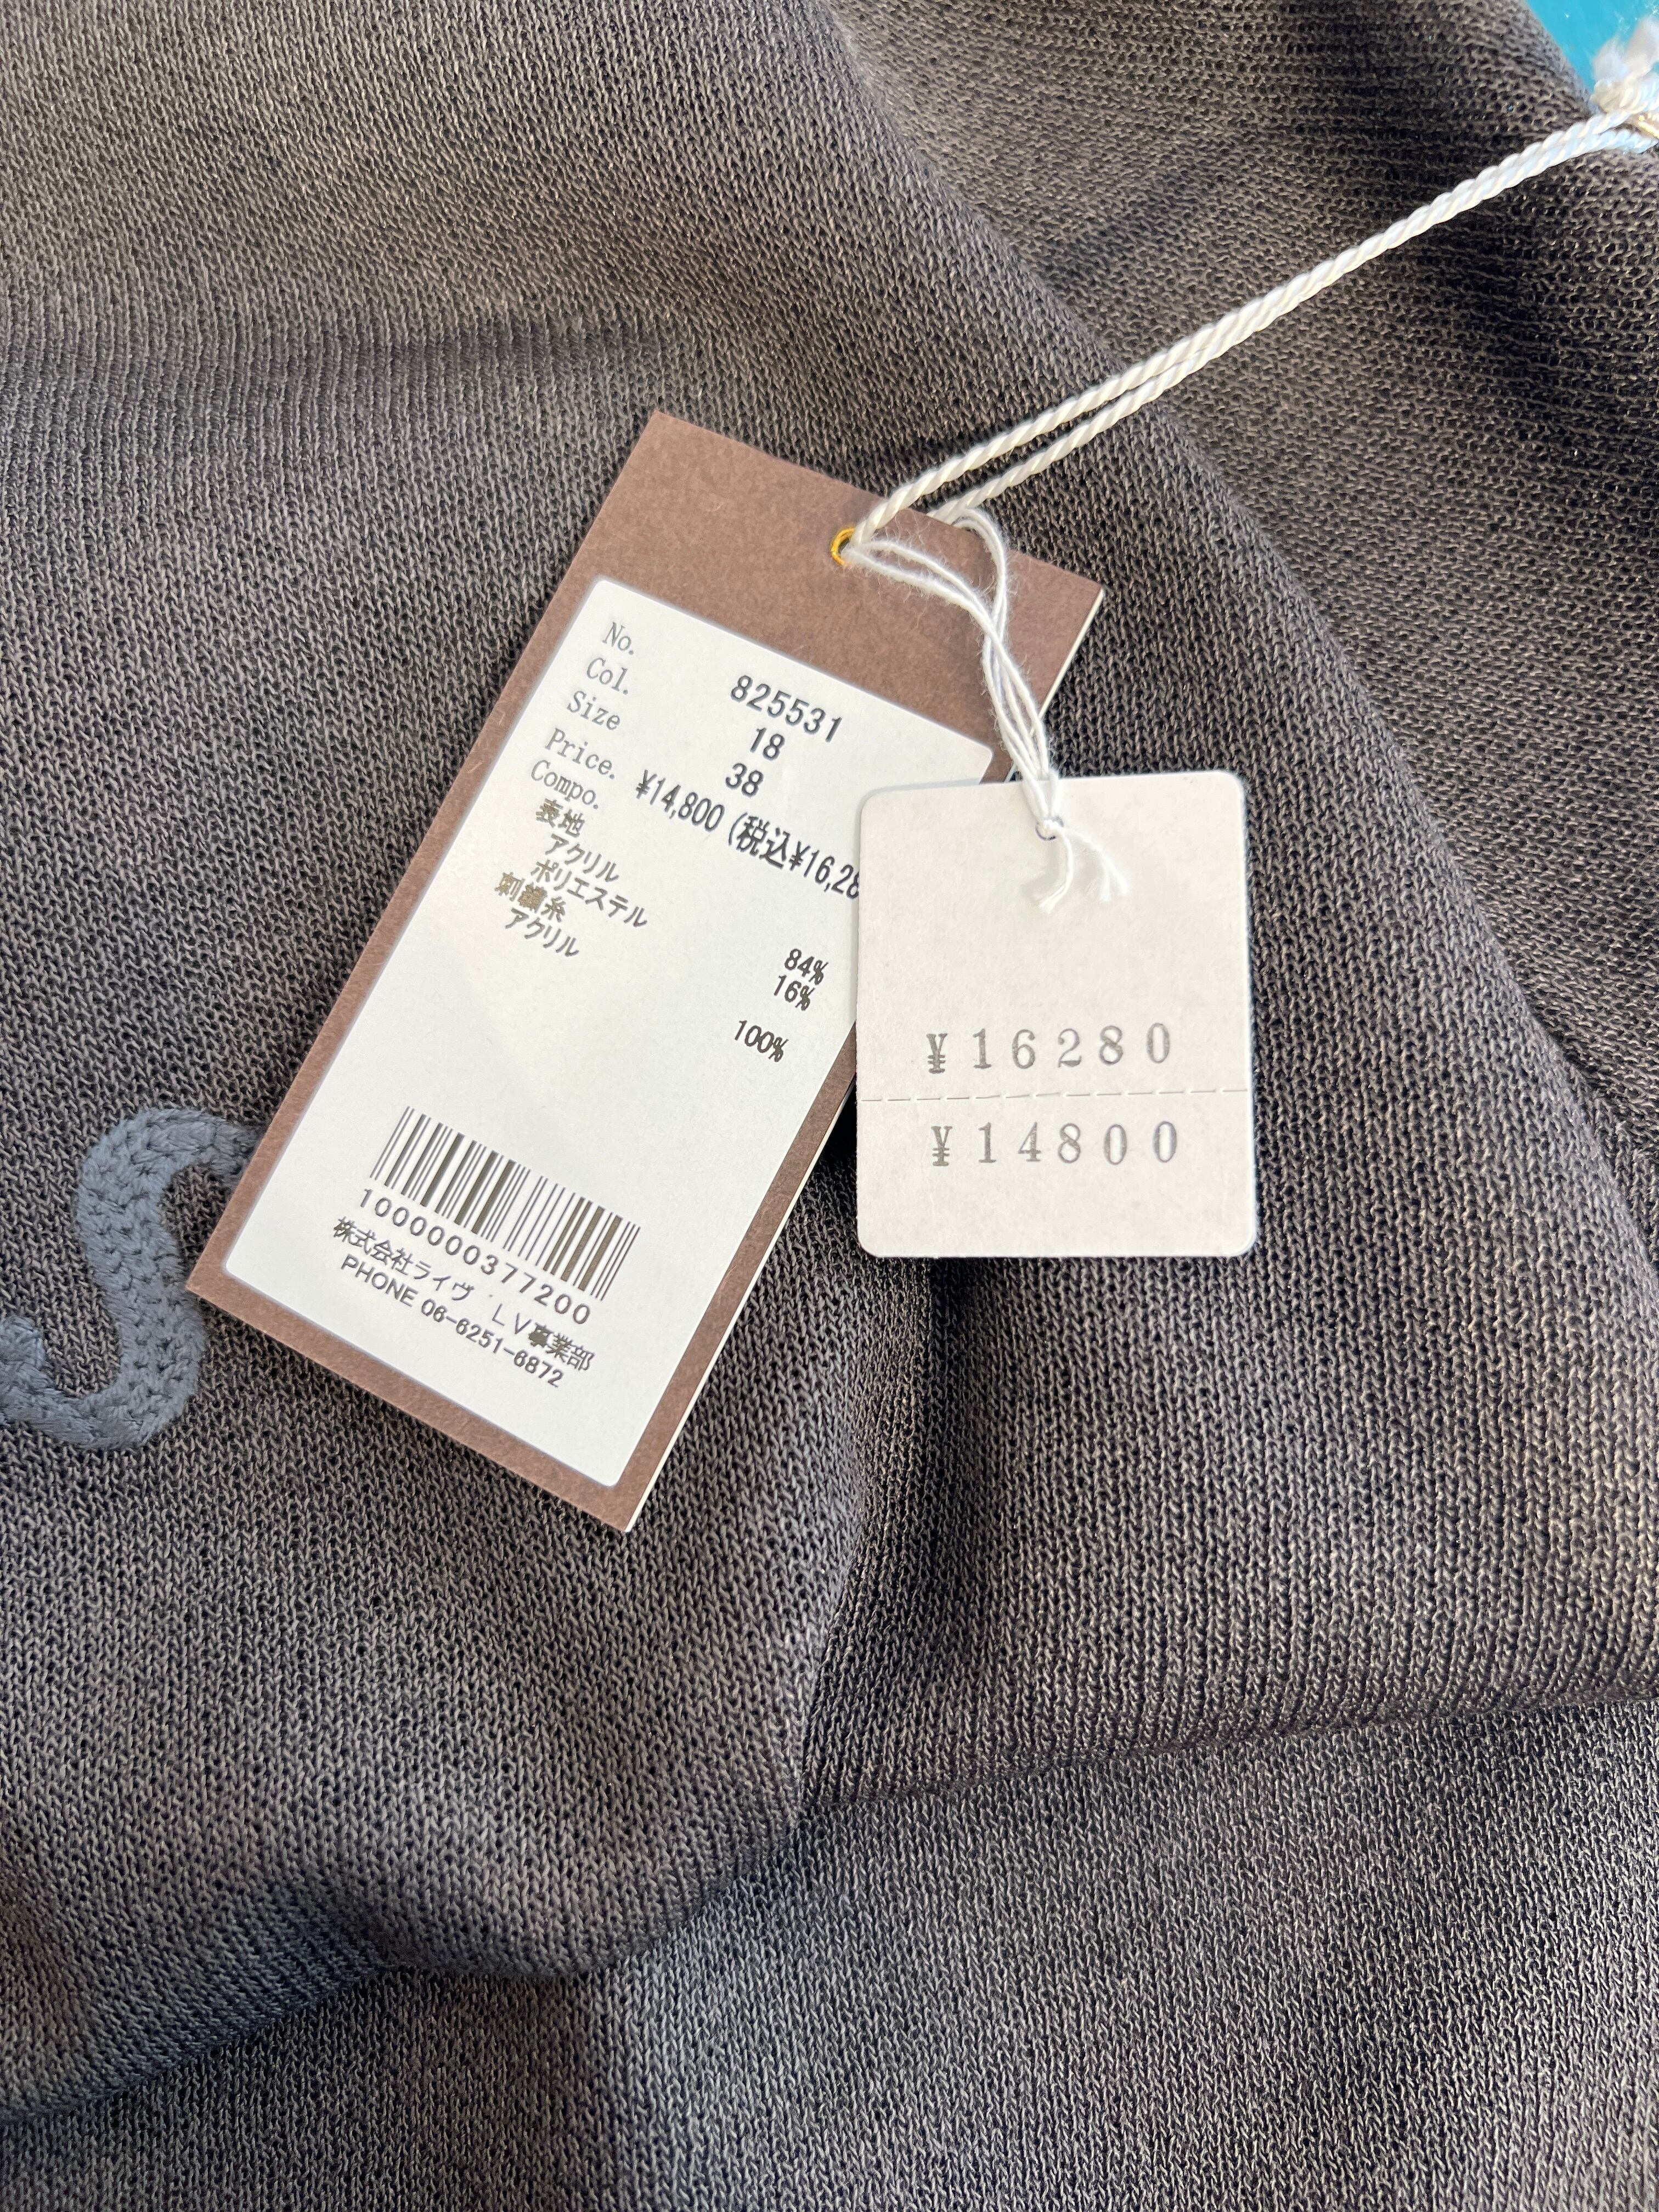 No. 825531
Col. 18
Size 38
Price. ¥14,800 (税込¥16,28
Compo.
表地
アクリル 84%
ポリエステル 16%
刺繍糸
アクリル 100%
1000000377200
株式会社ライヴ LV事業部
PHONE 06-6251-6872
¥16280
¥14800
S